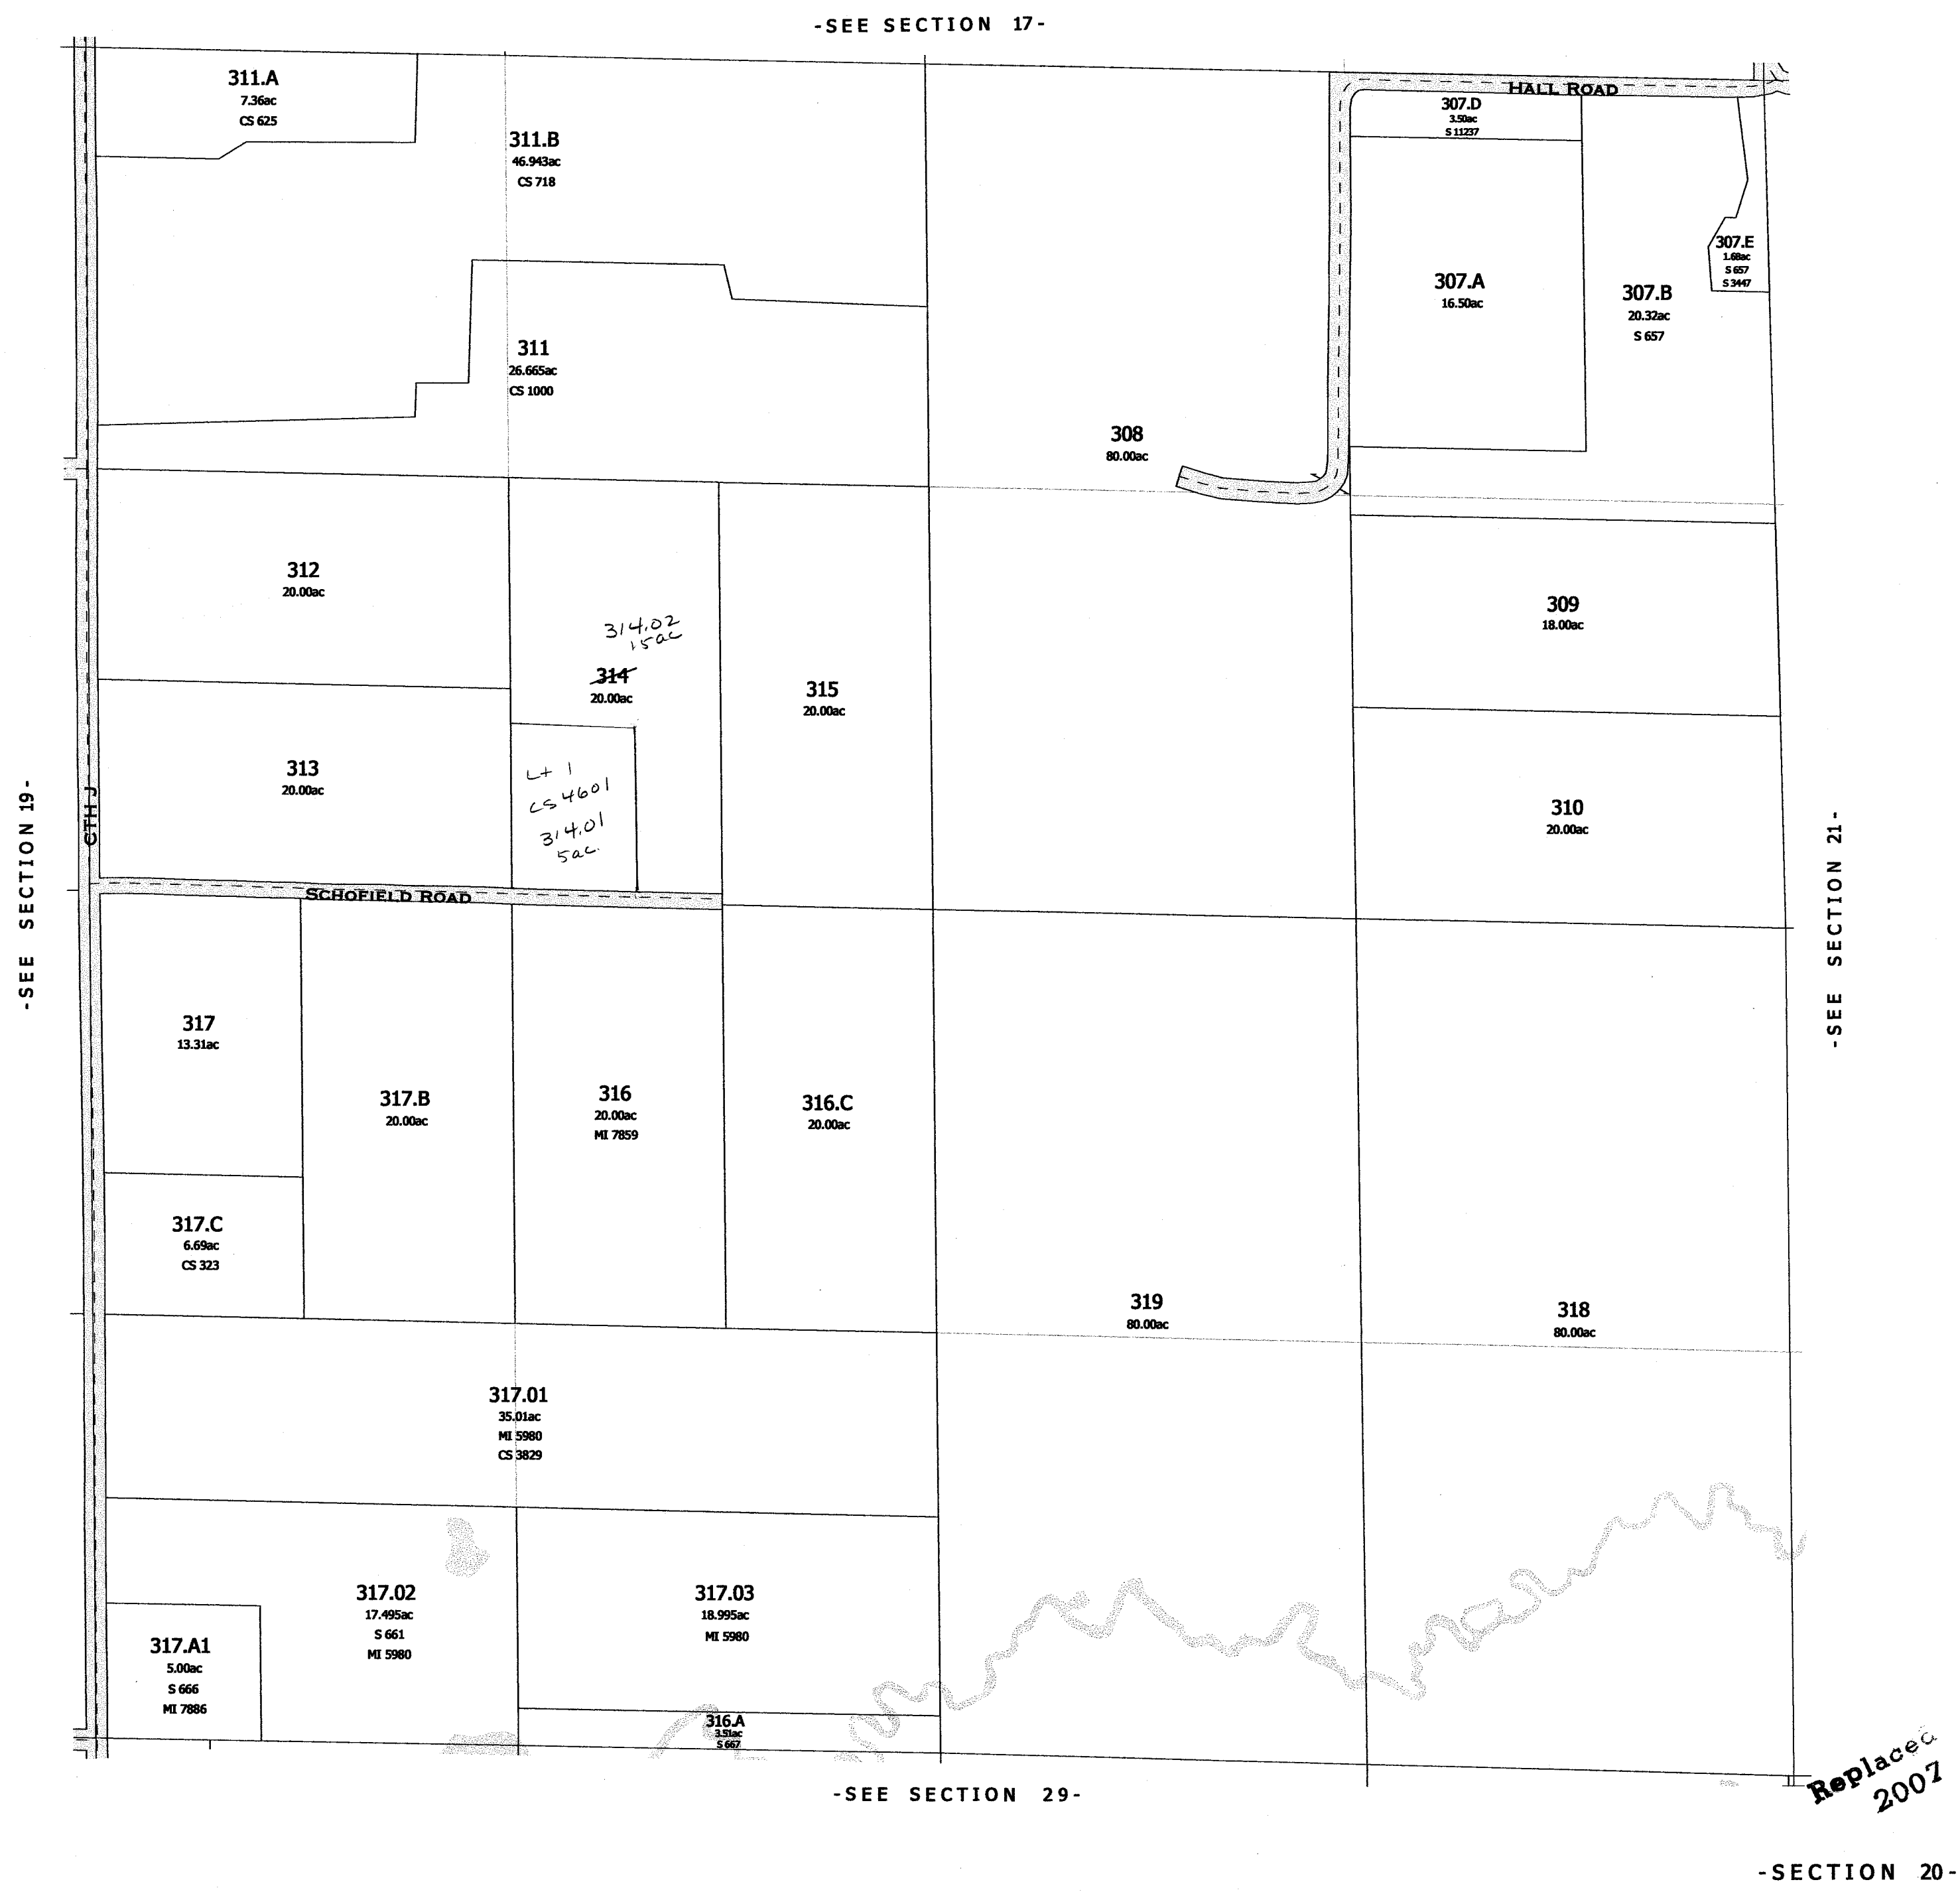 -SEE SECTION 17-
311.A
7.36ac
CS 625
311.B
46.943ac
CS 718
HALL ROAD
307.D
3.50ac
S 11237
307.E
1.68ac
S 657
S 3447
307.A
16.50ac
307.B
20.32ac
S 657
311
26.665ac
CS 1000
308
80.00ac
312
20.00ac
314.02
15ac
314
20.00ac
315
20.00ac
309
18.00ac
313
20.00ac
Lt 1
CS 4601
314.01
5ac.
310
20.00ac
-SEE SECTION 19-
CTH J
-SEE SECTION 21-
SCHOFIELD ROAD
317
13.31ac
317.B
20.00ac
316
20.00ac
MI 7859
316.C
20.00ac
317.C
6.69ac
CS 323
319
80.00ac
318
80.00ac
317.01
35.01ac
MI 5980
CS 3829
317.02
17.495ac
S 661
MI 5980
317.03
18.995ac
MI 5980
317.A1
5.00ac
S 666
MI 7886
316.A
3.51ac
S 667
-SEE SECTION 29-
Replaced
2007
-SECTION 20-